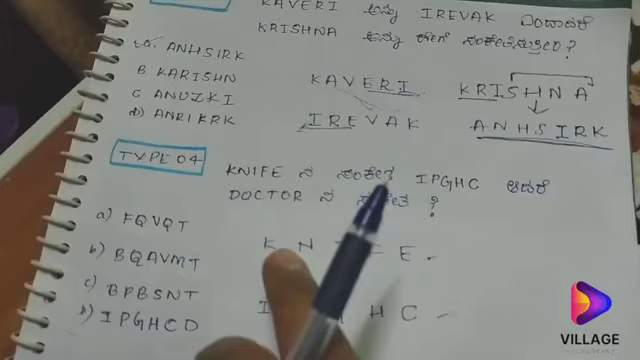 KAVERI ಅನ್ನು IREVAK ಎಂದಾದರೆ
KRISHNA ಅನ್ನು ಹೇಗೆ ಸಂಕೇತಿಸುತ್ತೀರಿ?
a. ANHSIRK
B KARISHN
C ANUIKI
d) ANRIKRK
KAVERI
KRISHNA
IREVAK
ANHSIRK
TYPE 04
KNIFE ನ ಸಂಕೇತ IPGHC ಆದರೆ
DOCTOR ನ ?
a) FQVQT
b) BQAVMT
c) BPBSNT
D) IPGHCD
K N E
I H C
VILLAGE